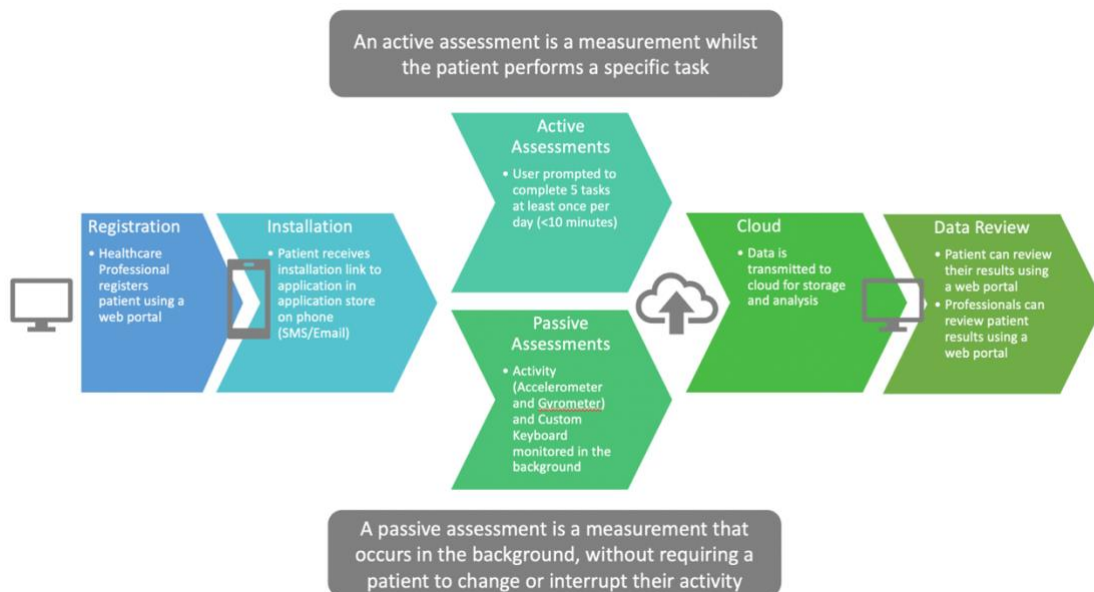 An active assessment is a measurement whilst
the patient performs a specific task
Active
Assessments
• User prompted to
complete 5 tasks
at least once per
day (<10 minutes)
Registration
• Healthcare
Professional
registers
patient using a
web portal
Installation
• Patient receives
installation link to
application in
application store
on phone
(SMS/Email)
Cloud
• Data is
transmitted to
cloud for storage
and analysis
Data Review
• Patient can review
their results using
a web portal
• Professionals can
review patient
results using a
web portal
Passive
Assessments
• Activity
(Accelerometer
and Gyrometer)
and Custom
Keyboard
monitored in the
background
A passive assessment is a measurement that
occurs in the background, without requiring a
patient to change or interrupt their activity